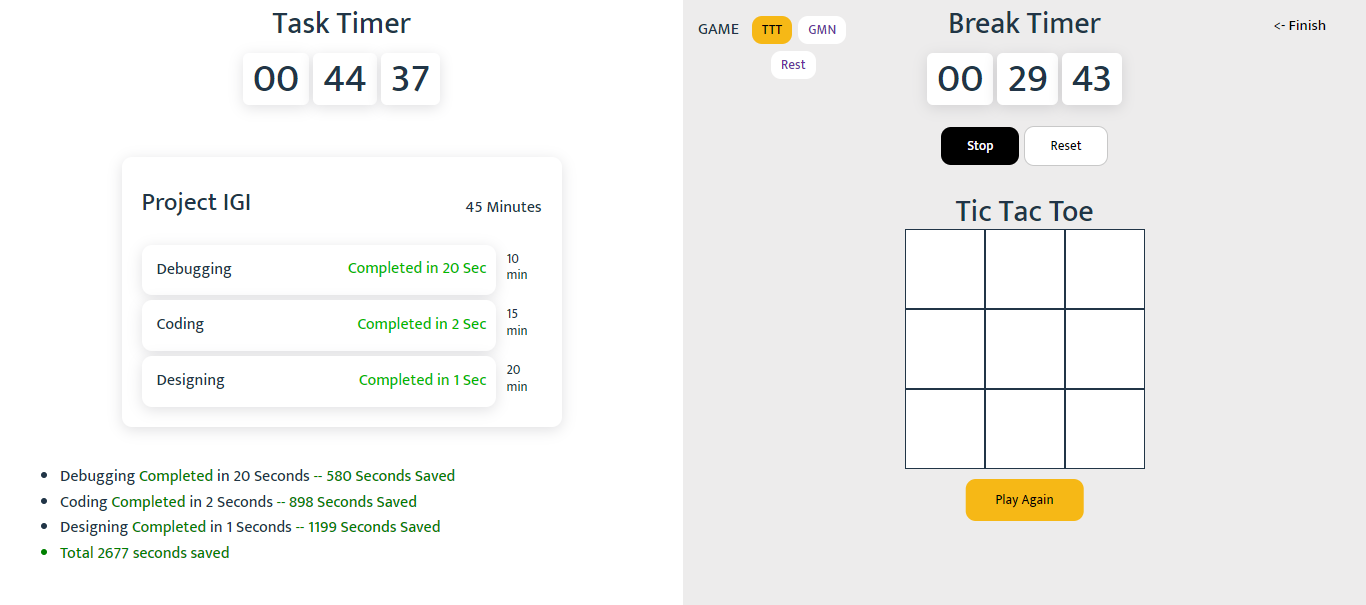 Task Timer
00 44 37
Project IGI
45 Minutes
Debugging Completed in 20 Sec 10 min
Coding Completed in 2 Sec 15 min
Designing Completed in 1 Sec 20 min
Debugging Completed in 20 Seconds -- 580 Seconds Saved
Coding Completed in 2 Seconds -- 898 Seconds Saved
Designing Completed in 1 Seconds -- 1199 Seconds Saved
Total 2677 seconds saved
GAME TTT GMN
Rest
Break Timer
<- Finish
00 29 43
Stop Reset
Tic Tac Toe
Play Again